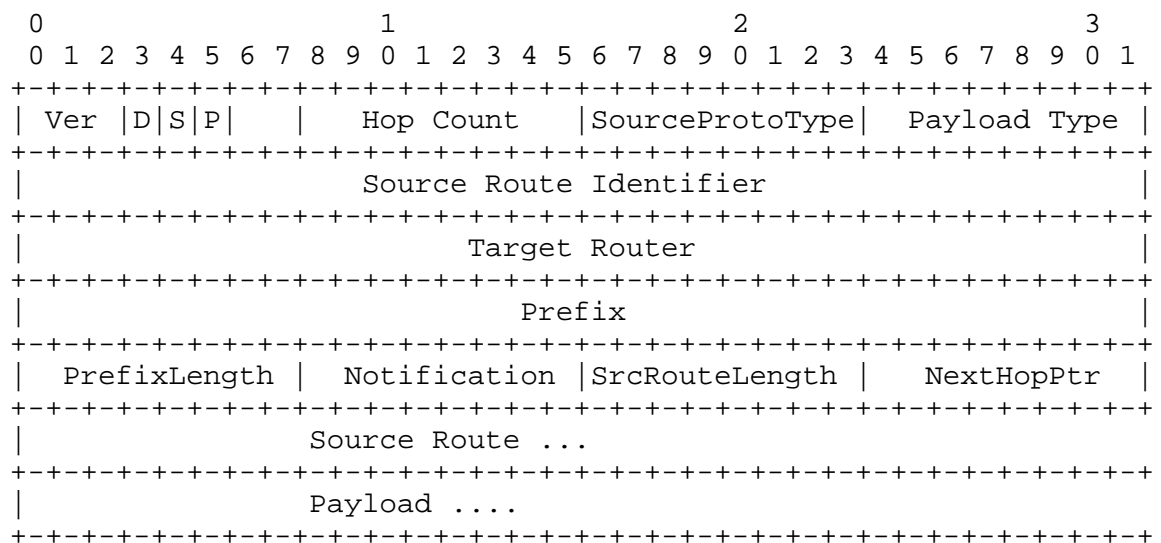 0                   1                   2                   3
 0 1 2 3 4 5 6 7 8 9 0 1 2 3 4 5 6 7 8 9 0 1 2 3 4 5 6 7 8 9 0 1
+-+-+-+-+-+-+-+-+-+-+-+-+-+-+-+-+-+-+-+-+-+-+-+-+-+-+-+-+-+-+-+-+
| Ver |D|S|P|   |   Hop Count   |SourceProtoType|  Payload Type |
+-+-+-+-+-+-+-+-+-+-+-+-+-+-+-+-+-+-+-+-+-+-+-+-+-+-+-+-+-+-+-+-+
|                   Source Route Identifier                     |
+-+-+-+-+-+-+-+-+-+-+-+-+-+-+-+-+-+-+-+-+-+-+-+-+-+-+-+-+-+-+-+-+
|                         Target Router                         |
+-+-+-+-+-+-+-+-+-+-+-+-+-+-+-+-+-+-+-+-+-+-+-+-+-+-+-+-+-+-+-+-+
|                            Prefix                             |
+-+-+-+-+-+-+-+-+-+-+-+-+-+-+-+-+-+-+-+-+-+-+-+-+-+-+-+-+-+-+-+-+
|  PrefixLength |  Notification |SrcRouteLength |   NextHopPtr  |
+-+-+-+-+-+-+-+-+-+-+-+-+-+-+-+-+-+-+-+-+-+-+-+-+-+-+-+-+-+-+-+-+
|                Source Route ...
+-+-+-+-+-+-+-+-+-+-+-+-+-+-+-+-+-+-+-+-+-+-+-+-+-+-+-+-+-+-+-+-+
|                Payload ....
+-+-+-+-+-+-+-+-+-+-+-+-+-+-+-+-+-+-+-+-+-+-+-+-+-+-+-+-+-+-+-+-+